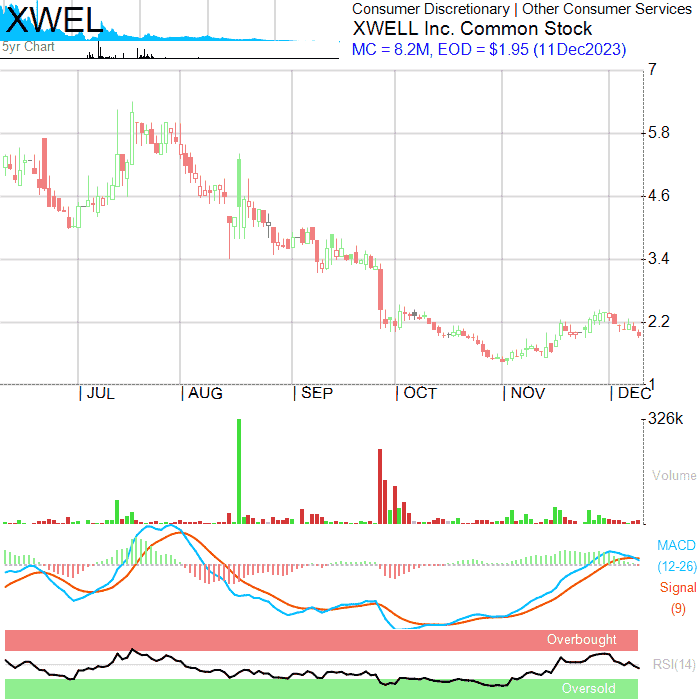 XWEL
5yr Chart
Consumer Discretionary | Other Consumer Services
XWELL Inc. Common Stock
MC = 8.2M, EOD = $1.95 (11Dec2023)
7
5.8
4.6
3.4
2.2
1
JUL AUG SEP OCT NOV DEC
326k
Volume
MACD
(12-26)
Signal
(9)
Overbought
RSI(14)
Oversold